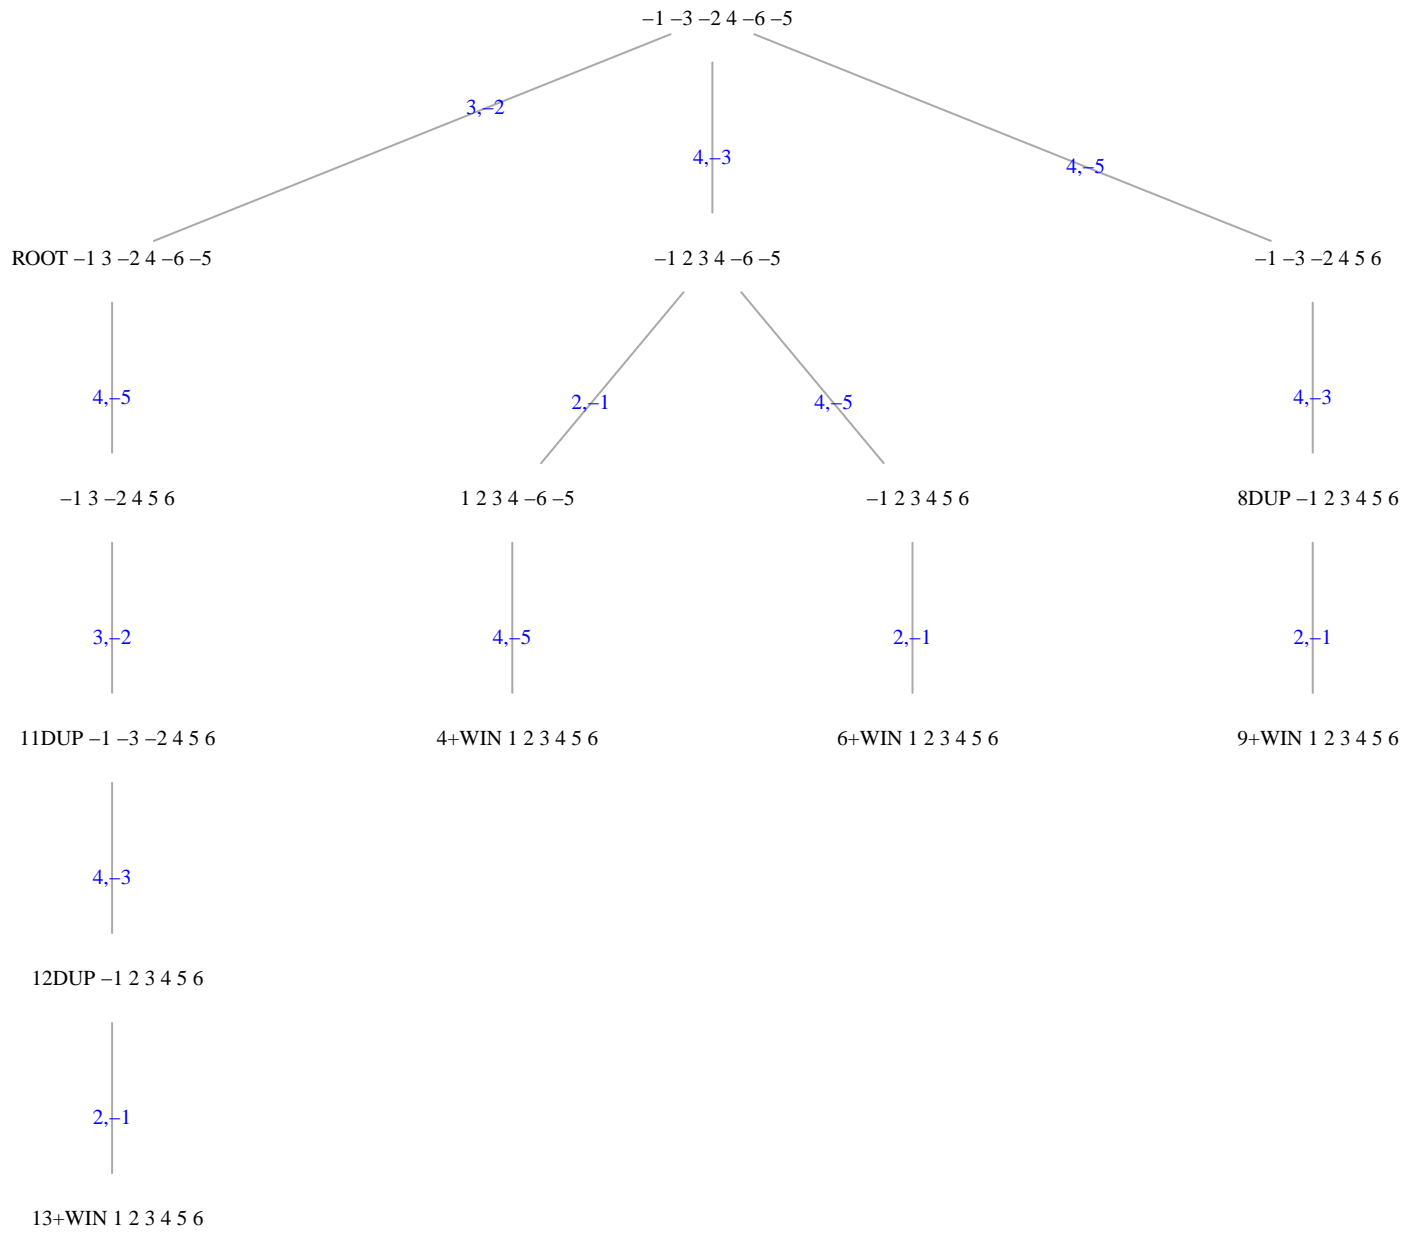 –1 –3 –2 4 –6 –5
3,–2
4,–3
4,–5
ROOT –1 3 –2 4 –6 –5
–1 2 3 4 –6 –5
–1 –3 –2 4 5 6
4,–5
2,–1
4,–5
4,–3
–1 3 –2 4 5 6
1 2 3 4 –6 –5
–1 2 3 4 5 6
8DUP –1 2 3 4 5 6
3,–2
4,–5
2,–1
2,–1
11DUP –1 –3 –2 4 5 6
4+WIN 1 2 3 4 5 6
6+WIN 1 2 3 4 5 6
9+WIN 1 2 3 4 5 6
4,–3
12DUP –1 2 3 4 5 6
2,–1
13+WIN 1 2 3 4 5 6